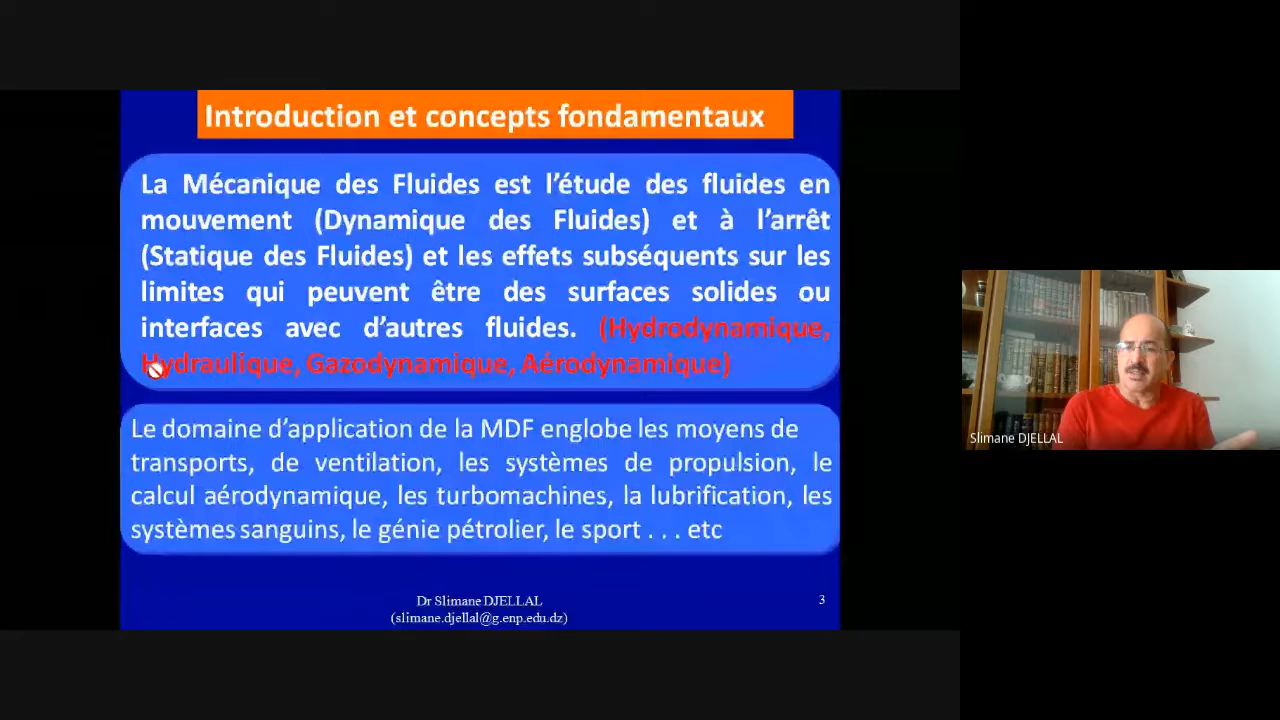 Introduction et concepts fondamentaux
La Mécanique des Fluides est l'étude des fluides en
mouvement (Dynamique des Fluides) et à l'arrêt
(Statique des Fluides) et les effets subséquents sur les
limites qui peuvent être des surfaces solides ou
interfaces avec d'autres fluides. (Hydrodynamique,
Hydraulique, Gazodynamique, Aérodynamique)
Le domaine d'application de la MDF englobe les moyens de
transports, de ventilation, les systèmes de propulsion, le
calcul aérodynamique, les turbomachines, la lubrification, les
systèmes sanguins, le génie pétrolier, le sport . . . etc
Dr Slimane DJELLAL
(slimane.djellal@g.enp.edu.dz)
3
Slimane DJELLAL